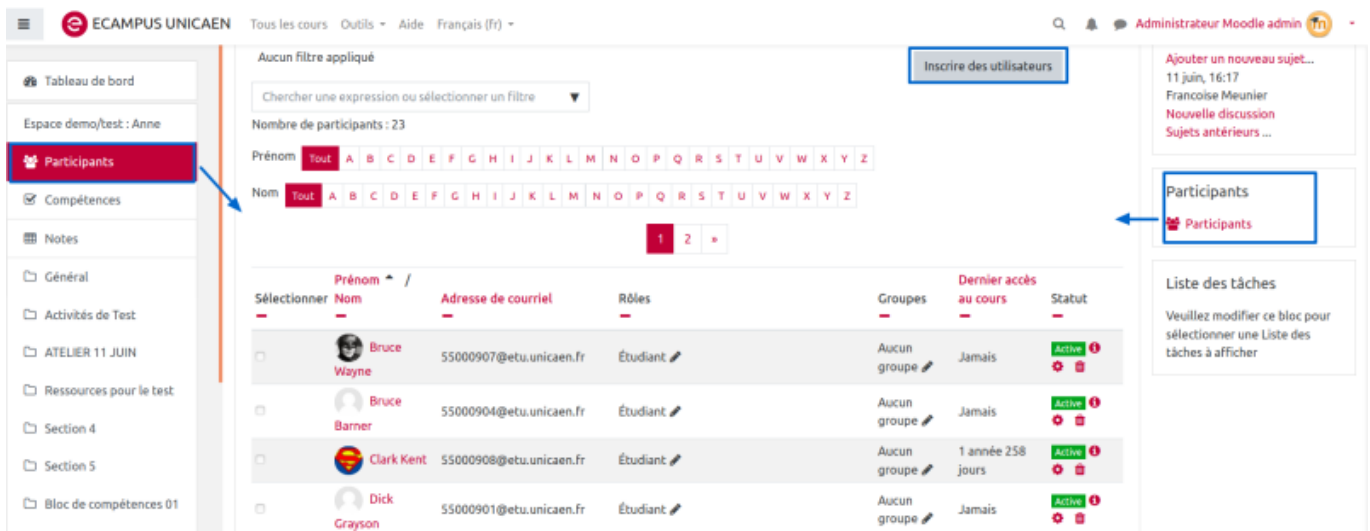 ECAMPUS UNICAEN Tous les cours Outils Aide Français (fr) Administrateur Moodle admin
Tableau de bord
Espace demo/test : Anne
Participants
Compétences
Notes
Général
Activités de Test
ATELIER 11 JUIN
Ressources pour le test
Section 4
Section 5
Bloc de compétences 01
Aucun filtre appliqué
Inscrire des utilisateurs
Chercher une expression ou sélectionner un filtre ▼
Nombre de participants : 23
Prénom Tout A B C D E F G H I J K L M N O P Q R S T U V W X Y Z
Nom Tout A B C D E F G H I J K L M N O P Q R S T U V W X Y Z
1 2 »
Sélectionner Prénom / Nom Adresse de courriel Rôles Groupes Dernier accès au cours Statut
Bruce Wayne 55000907@etu.unicaen.fr Étudiant Aucun groupe Jamais Active
Bruce Barner 55000904@etu.unicaen.fr Étudiant Aucun groupe Jamais Active
Clark Kent 55000908@etu.unicaen.fr Étudiant Aucun groupe 1 année 258 jours Active
Dick Grayson 55000901@etu.unicaen.fr Étudiant Aucun groupe Jamais Active
Ajouter un nouveau sujet...
11 juin, 16:17
Francoise Meunier
Nouvelle discussion
Sujets antérieurs ...
Participants
Participants
Liste des tâches
Veuillez modifier ce bloc pour
sélectionner une Liste des
tâches à afficher